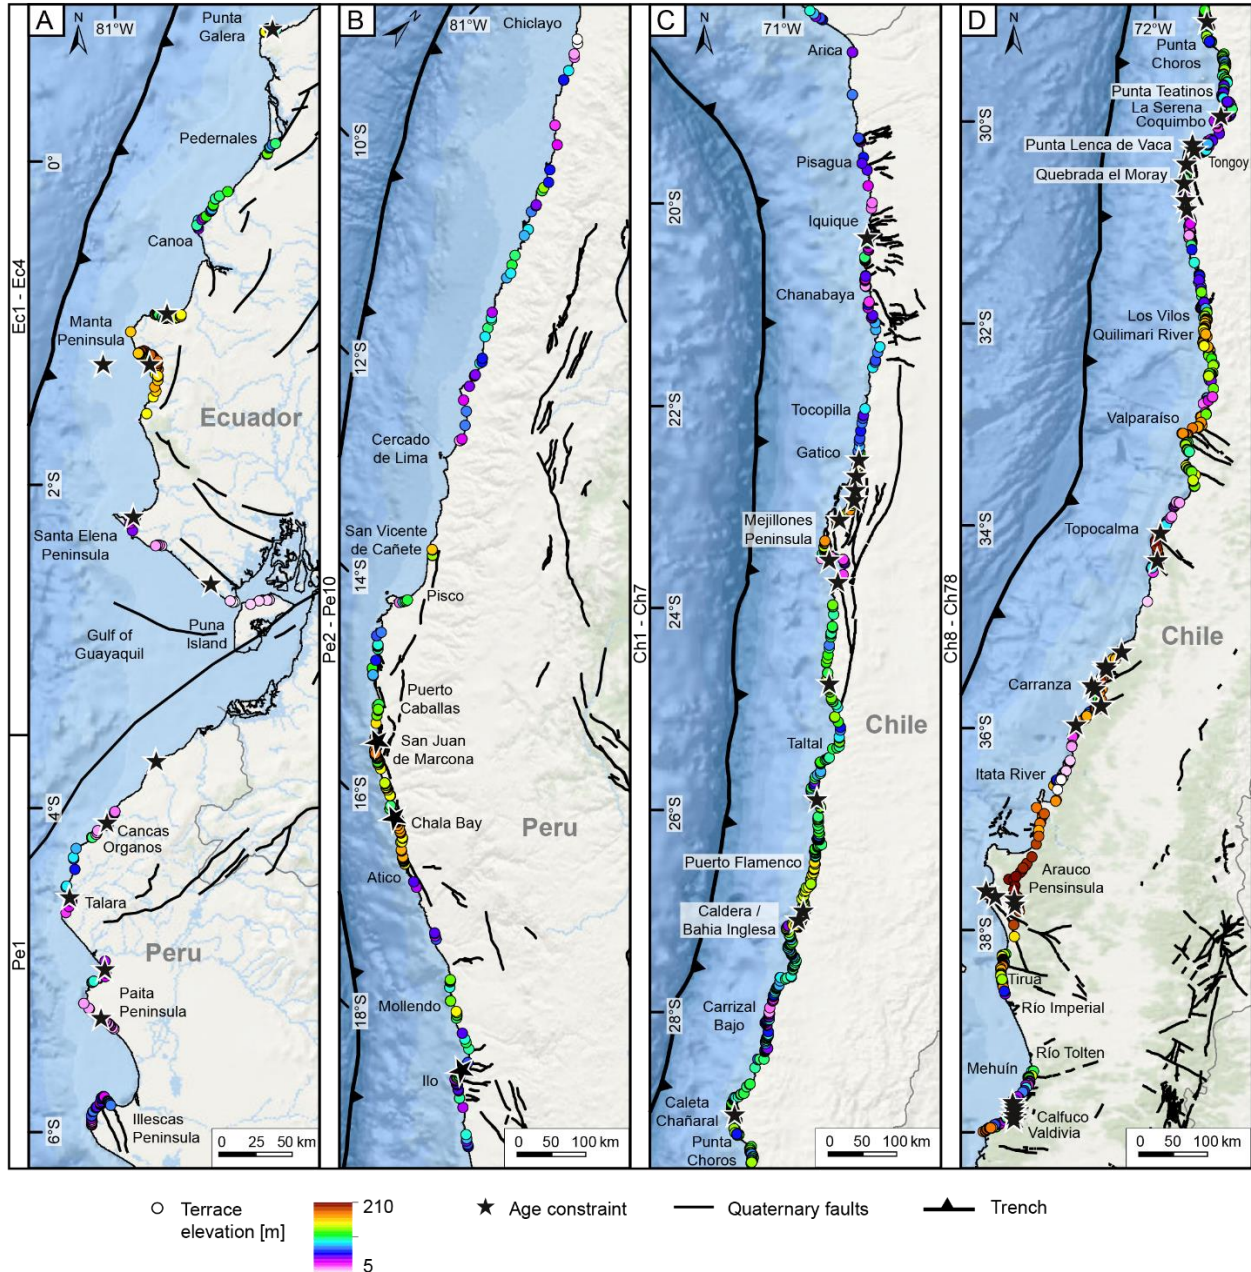 A
N
81°W
Punta
Galera
Pedernales
0°
Canoa
Manta
Peninsula
Ecuador
2°S
Santa Elena
Peninsula
Gulf of
Guayaquil
Puna
Island
4°S
Cancas
Organos
Talara
Peru
Paita
Peninsula
Illescas
Peninsula
6°S
0 25 50 km
Ec1 - Ec4
Pe1
B
N
81°W
Chiclayo
10°S
12°S
Cercado
de Lima
San Vicente
de Cañete
14°S
Pisco
Puerto
Caballas
San Juan
de Marcona
16°S
Chala Bay
Peru
Atico
18°S
Mollendo
Ilo
0 50 100 km
Pe2 - Pe10
C
N
71°W
Arica
Pisagua
20°S
Iquique
Chanabaya
22°S
Tocopilla
Gatico
Mejillones
Peninsula
24°S
Chile
Taltal
26°S
Puerto Flamenco
Caldera /
Bahia Inglesa
28°S
Carrizal
Bajo
Caleta
Chañaral
Punta
Choros
0 50 100 km
Ch1 - Ch7
D
N
72°W
Punta
Choros
Punta Teatinos
La Serena
Coquimbo
30°S
Punta Lenca de Vaca
Tongoy
Quebrada el Moray
32°S
Los Vilos
Quilimari River
Valparaíso
34°S
Topocalma
Chile
Carranza
36°S
Itata River
Arauco
Pensinsula
38°S
Tirua
Río Imperial
Río Tolten
Mehuín
Calfuco
Valdivia
0 50 100 km
Ch8 - Ch78
Terrace
elevation [m]
210
5
Age constraint
Quaternary faults
Trench